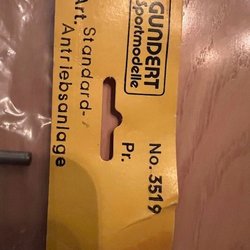 GUNDERT
Sportmodelle
No. 3519
Art. Standard-
Pr.
Antriebsanlage